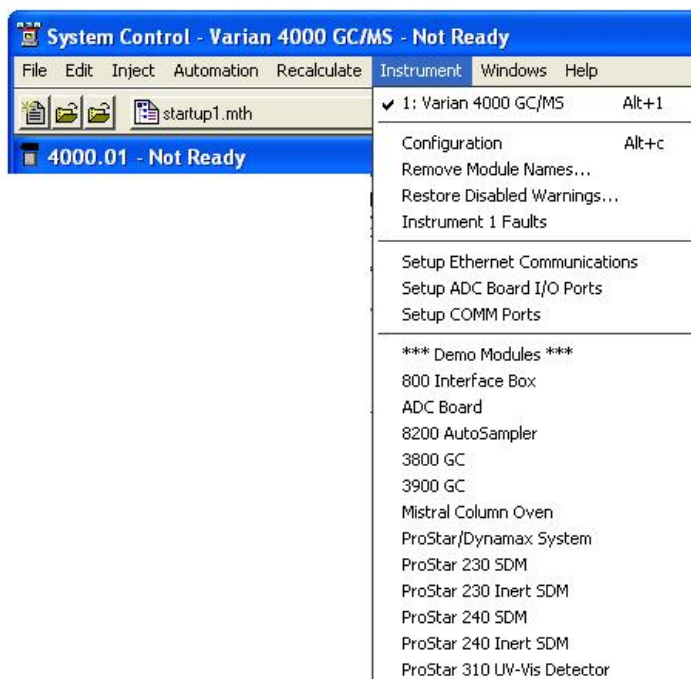 System Control - Varian 4000 GC/MS - Not Ready
File Edit Inject Automation Recalculate Instrument Windows Help
startup1.mth
4000.01 - Not Ready
1: Varian 4000 GC/MS Alt+1
Configuration Alt+c
Remove Module Names...
Restore Disabled Warnings...
Instrument 1 Faults
Setup Ethernet Communications
Setup ADC Board I/O Ports
Setup COMM Ports
*** Demo Modules ***
800 Interface Box
ADC Board
8200 AutoSampler
3800 GC
3900 GC
Mistral Column Oven
ProStar/Dynamax System
ProStar 230 SDM
ProStar 230 Inert SDM
ProStar 240 SDM
ProStar 240 Inert SDM
ProStar 310 UV-Vis Detector